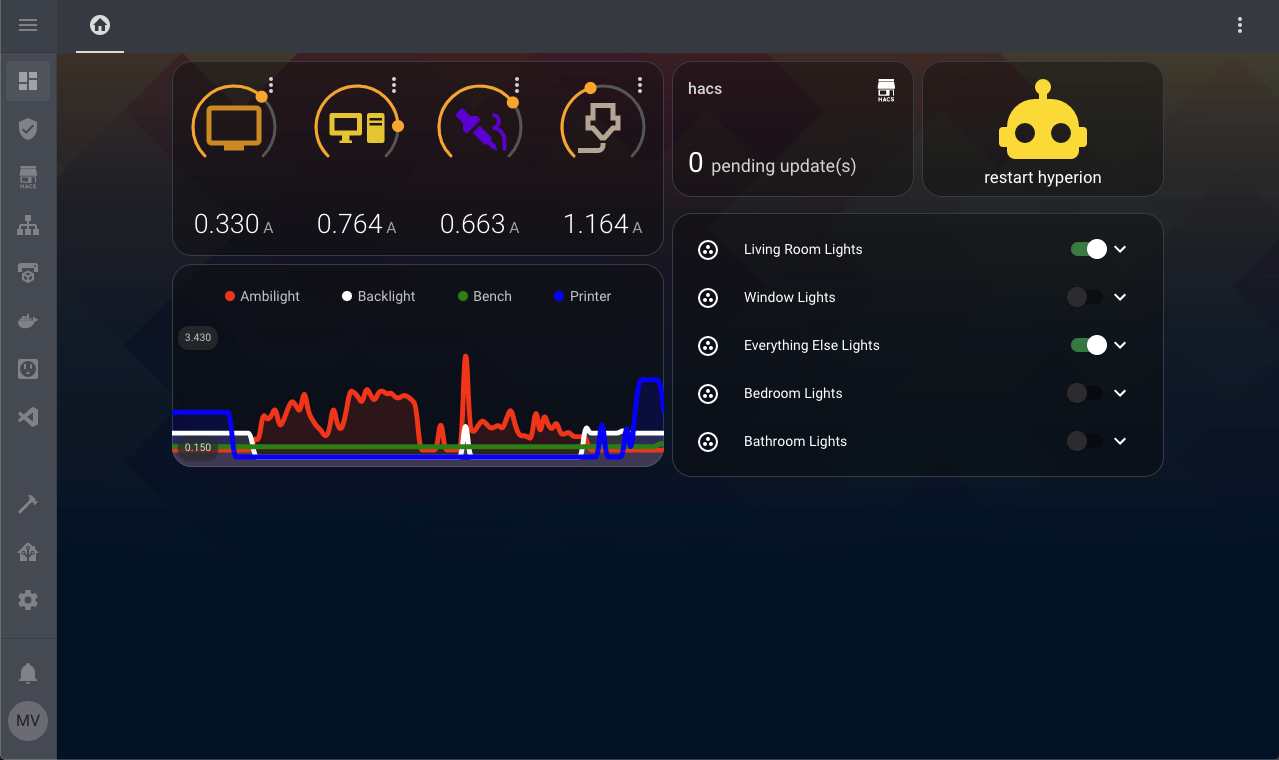 0.330 A
0.764 A
0.663 A
1.164 A
Ambilight
Backlight
Bench
Printer
3.430
0.150
hacs
HACS
0 pending update(s)
restart hyperion
Living Room Lights
Window Lights
Everything Else Lights
Bedroom Lights
Bathroom Lights
HACS
MV